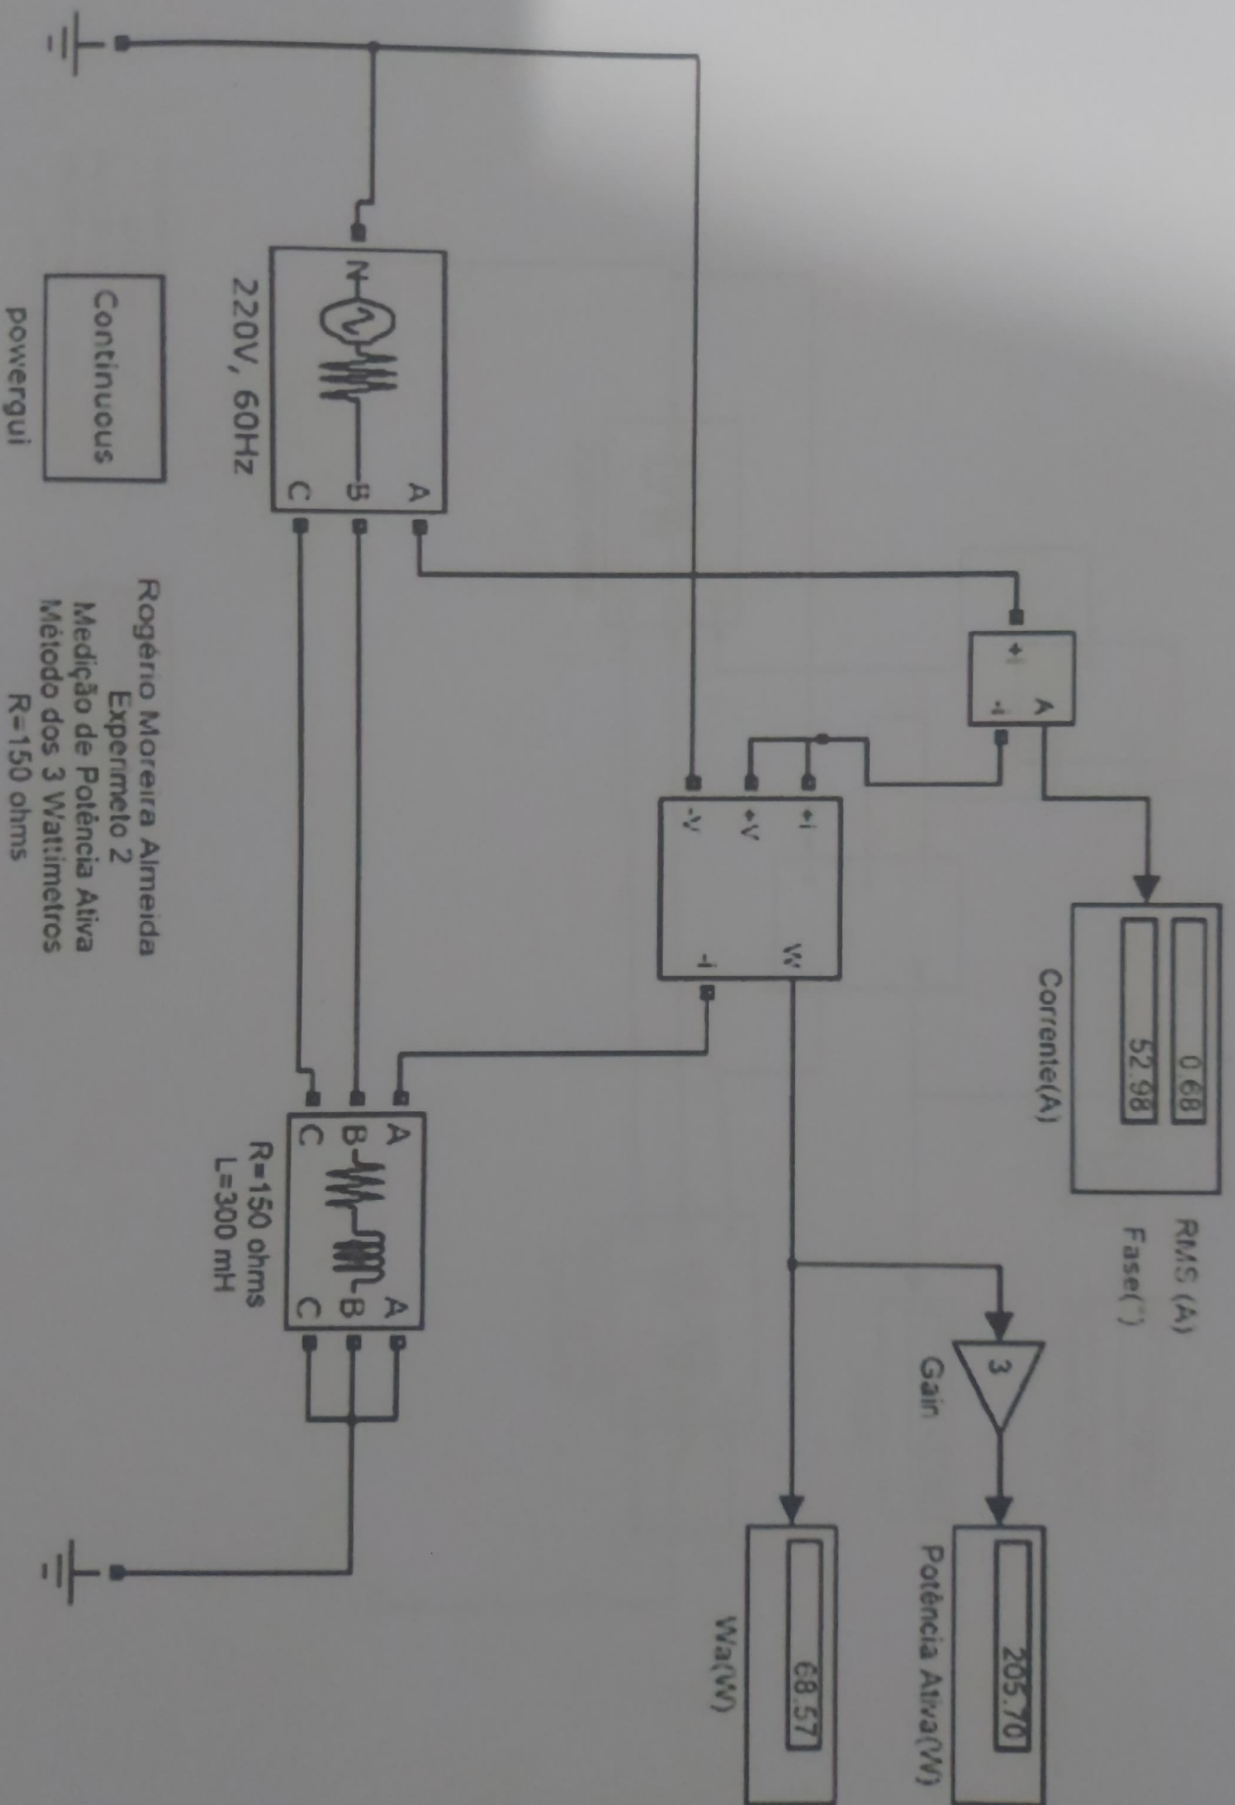 0.68
52.98
RMS (A)
Fase(°)
Corrente(A)
+i
A
-i
3
Gain
205.70
Potência Ativa(W)
+i
+V
-V
W
-i
68.57
Wa(W)
N
A
B
C
220V, 60Hz
A
B
C
A
B
C
R=150 ohms
L=300 mH
Continuous
powergui
Rogério Moreira Almeida
Experimeto 2
Medição de Potência Ativa
Método dos 3 Wattimetros
R=150 ohms